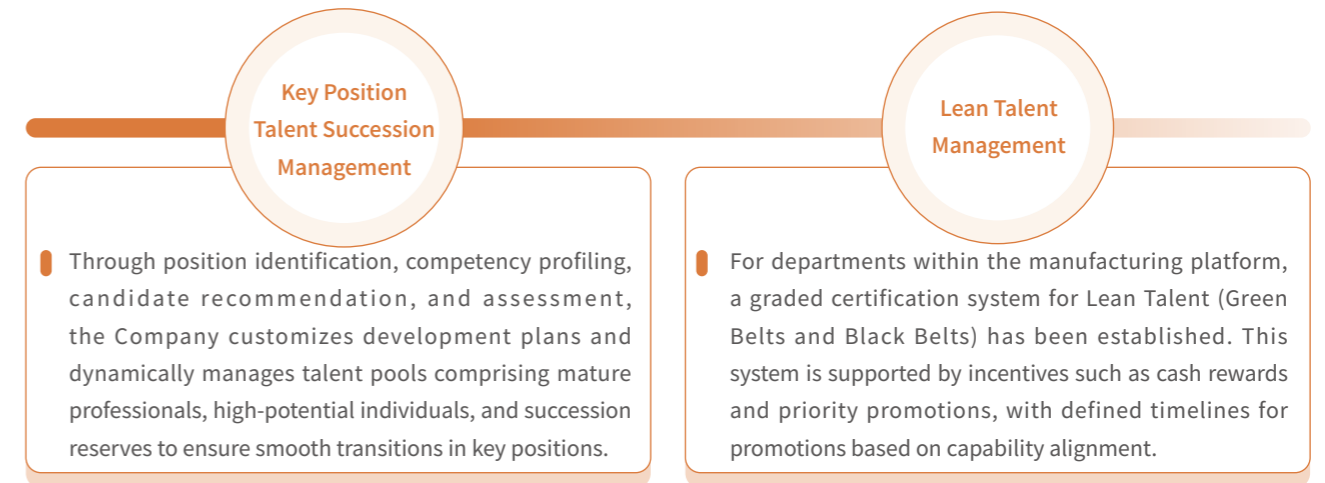 Key Position
Talent Succession
Management
Through position identification, competency profiling,
candidate recommendation, and assessment,
the Company customizes development plans and
dynamically manages talent pools comprising mature
professionals, high-potential individuals, and succession
reserves to ensure smooth transitions in key positions.
Lean Talent
Management
For departments within the manufacturing platform,
a graded certification system for Lean Talent (Green
Belts and Black Belts) has been established. This
system is supported by incentives such as cash rewards
and priority promotions, with defined timelines for
promotions based on capability alignment.